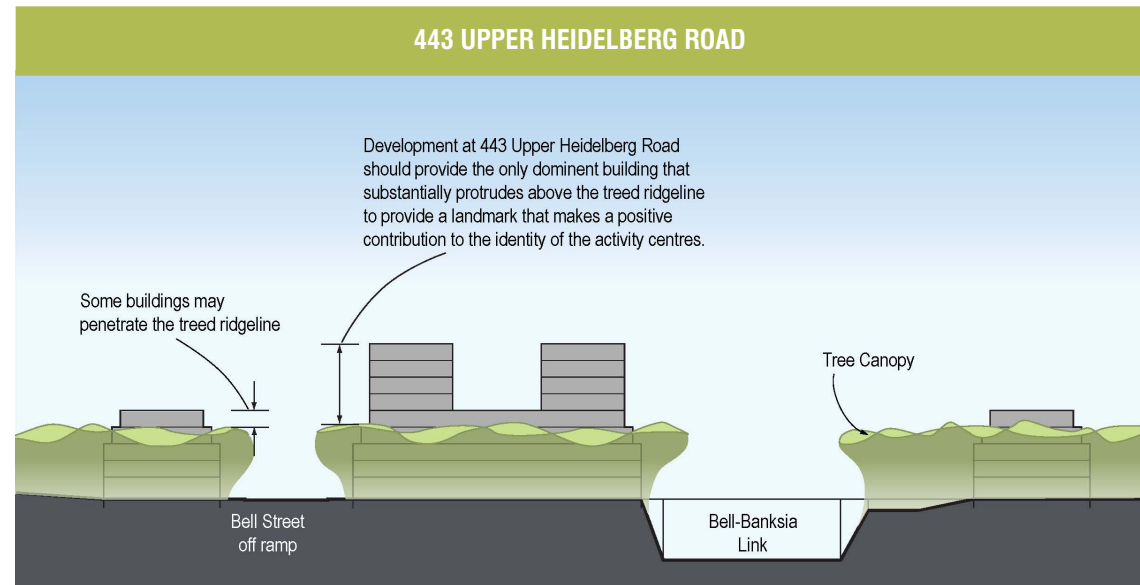 443 UPPER HEIDELBERG ROAD
Development at 443 Upper Heidelberg Road
should provide the only dominant building that
substantially protrudes above the treed ridgeline
to provide a landmark that makes a positive
contribution to the identity of the activity centres.
Some buildings may
penetrate the treed ridgeline
Tree Canopy
Bell Street
off ramp
Bell-Banksia
Link